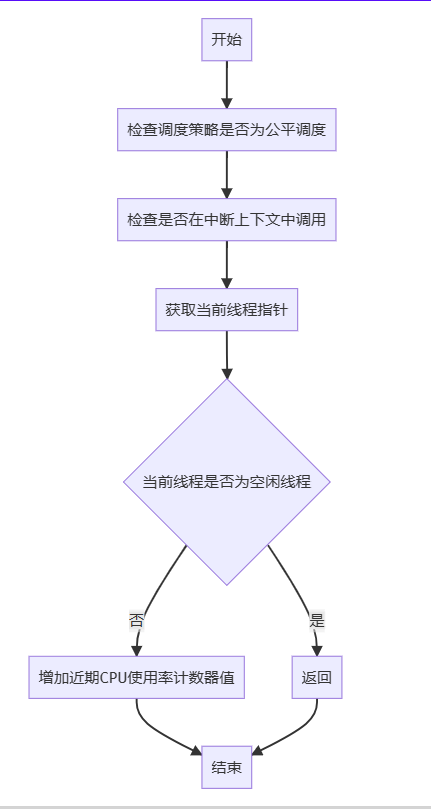 开始
检查调度策略是否为公平调度
检查是否在中断上下文中调用
获取当前线程指针
当前线程是否为空闲线程
否
是
增加近期CPU使用率计数器值
返回
结束